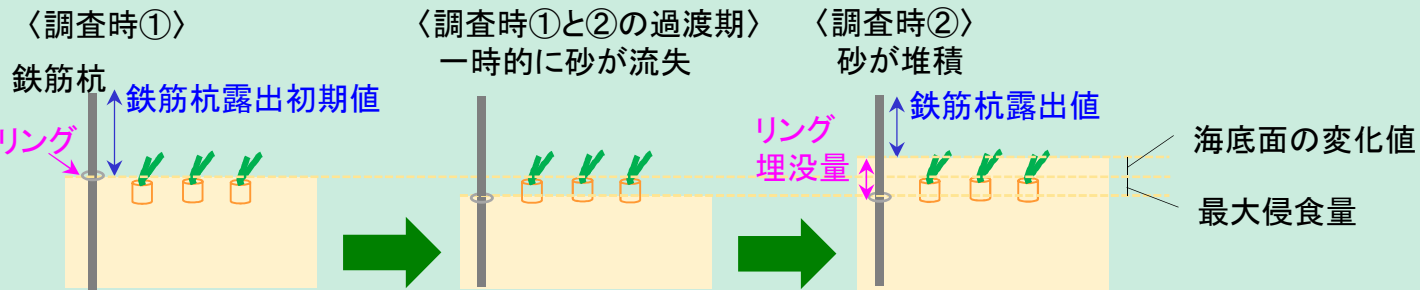 〈調査時①〉
鉄筋杭
鉄筋杭露出初期値
リング
〈調査時①と②の過渡期〉
一時的に砂が流失
〈調査時②〉
砂が堆積
鉄筋杭露出値
リング
埋没量
海底面の変化値
最大侵食量